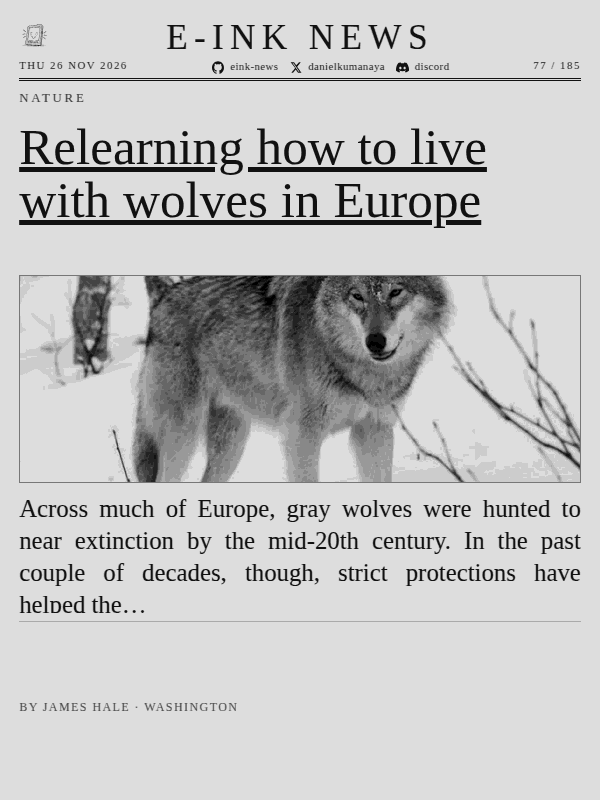 E-INK NEWS
THU 26 NOV 2026
eink-news danielkumanaya discord
77 / 185
NATURE
Relearning how to live
with wolves in Europe
Across much of Europe, gray wolves were hunted to
near extinction by the mid-20th century. In the past
couple of decades, though, strict protections have
helped the…
BY JAMES HALE · WASHINGTON